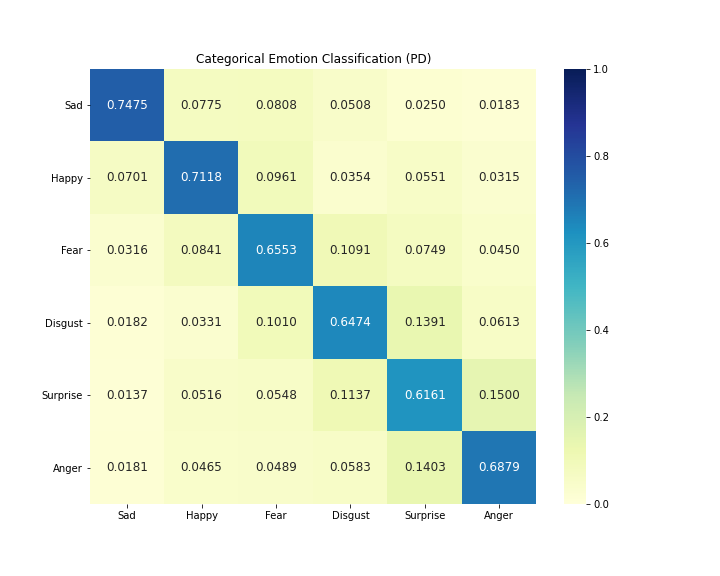 Categorical Emotion Classification (PD)
Sad 0.7475 0.0775 0.0808 0.0508 0.0250 0.0183
Happy 0.0701 0.7118 0.0961 0.0354 0.0551 0.0315
Fear 0.0316 0.0841 0.6553 0.1091 0.0749 0.0450
Disgust 0.0182 0.0331 0.1010 0.6474 0.1391 0.0613
Surprise 0.0137 0.0516 0.0548 0.1137 0.6161 0.1500
Anger 0.0181 0.0465 0.0489 0.0583 0.1403 0.6879
Sad Happy Fear Disgust Surprise Anger
1.0
0.8
0.6
0.4
0.2
0.0